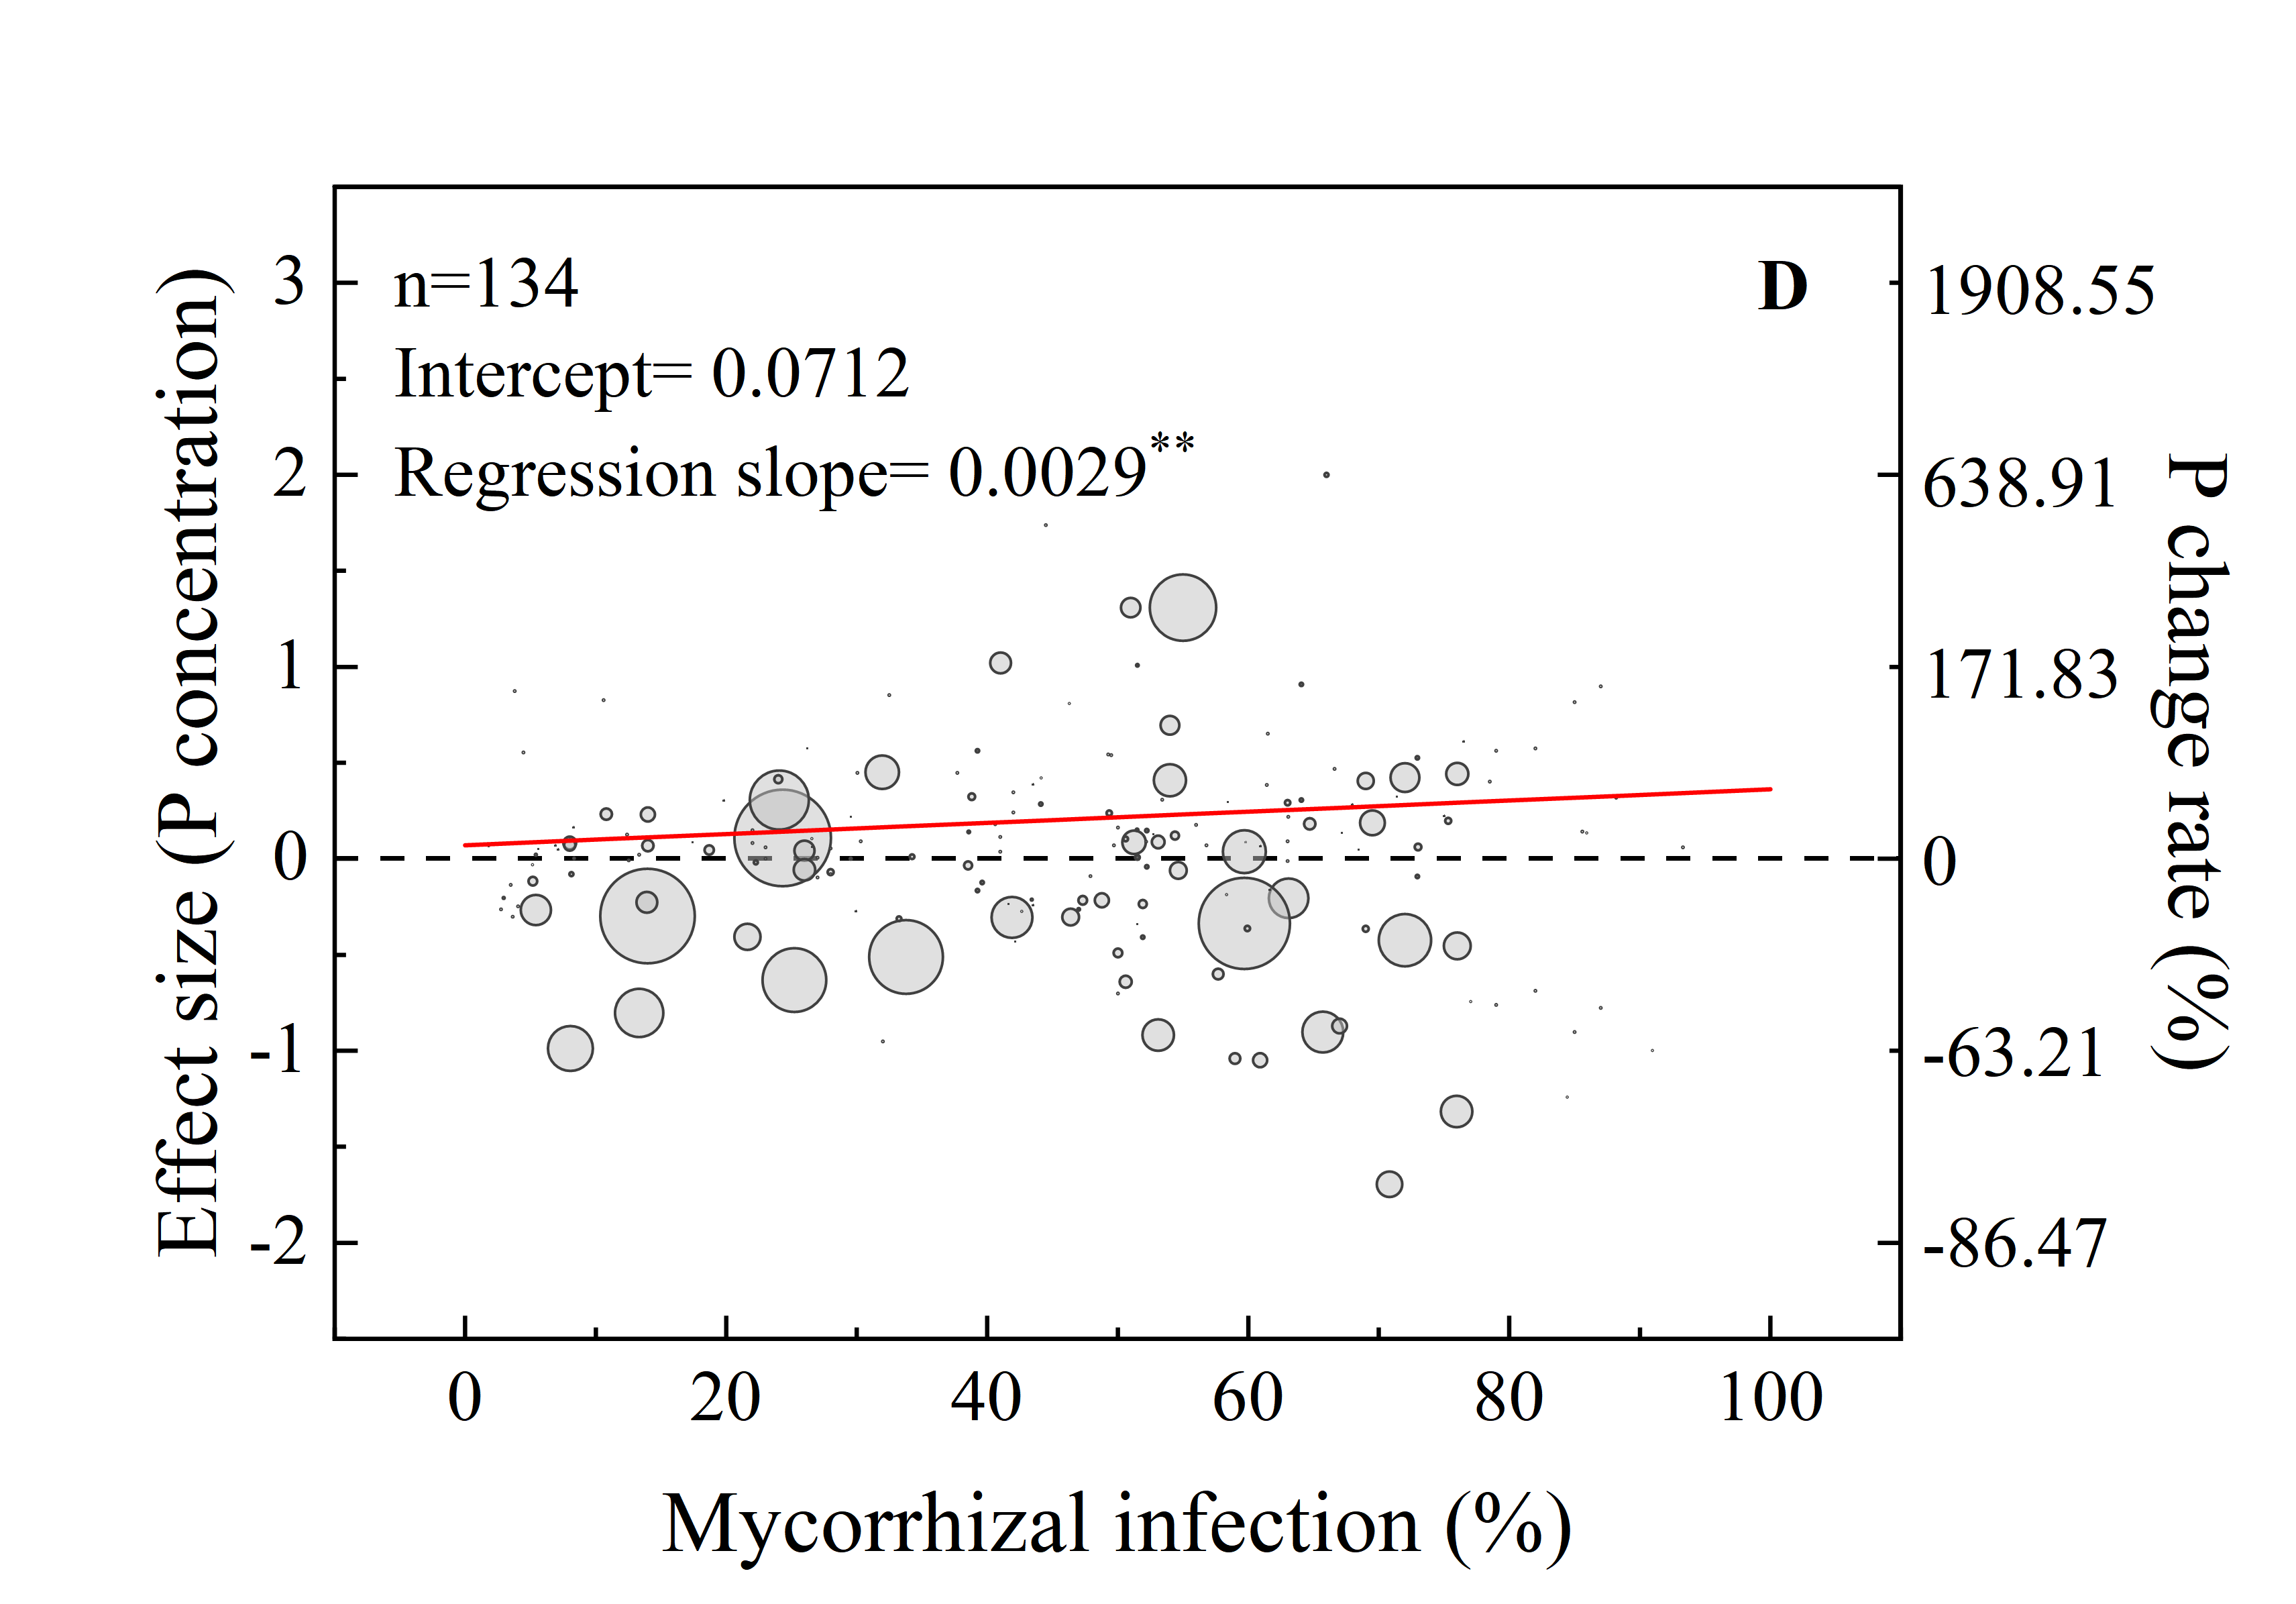 n=134
D
Intercept= 0.0712
Regression slope= 0.0029**
Effect size (P concentration)
3
2
1
0
-1
-2
1908.55
638.91
171.83
0
-63.21
-86.47
P change rate (%)
0 20 40 60 80 100
Mycorrhizal infection (%)